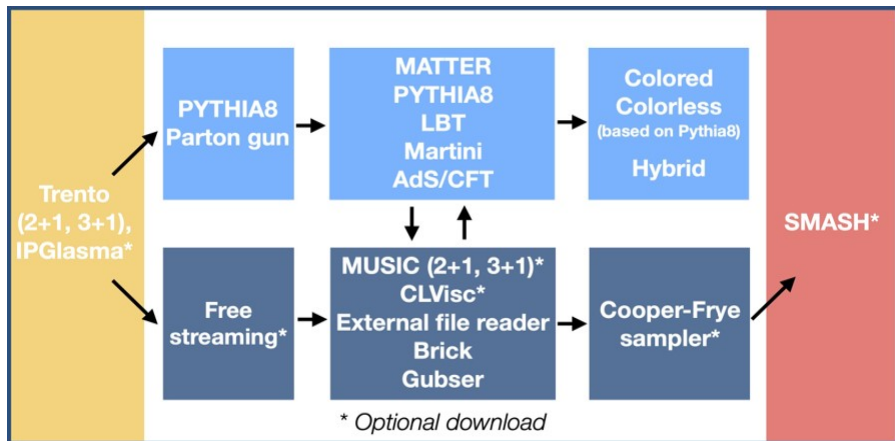 Trento
(2+1, 3+1),
IPGlasma*
PYTHIA8
Parton gun
MATTER
PYTHIA8
LBT
Martini
AdS/CFT
Colored
Colorless
(based on Pythia8)
Hybrid
Free
streaming*
MUSIC (2+1, 3+1)*
CLVisc*
External file reader
Brick
Gubser
Cooper-Frye
sampler*
SMASH*
* Optional download